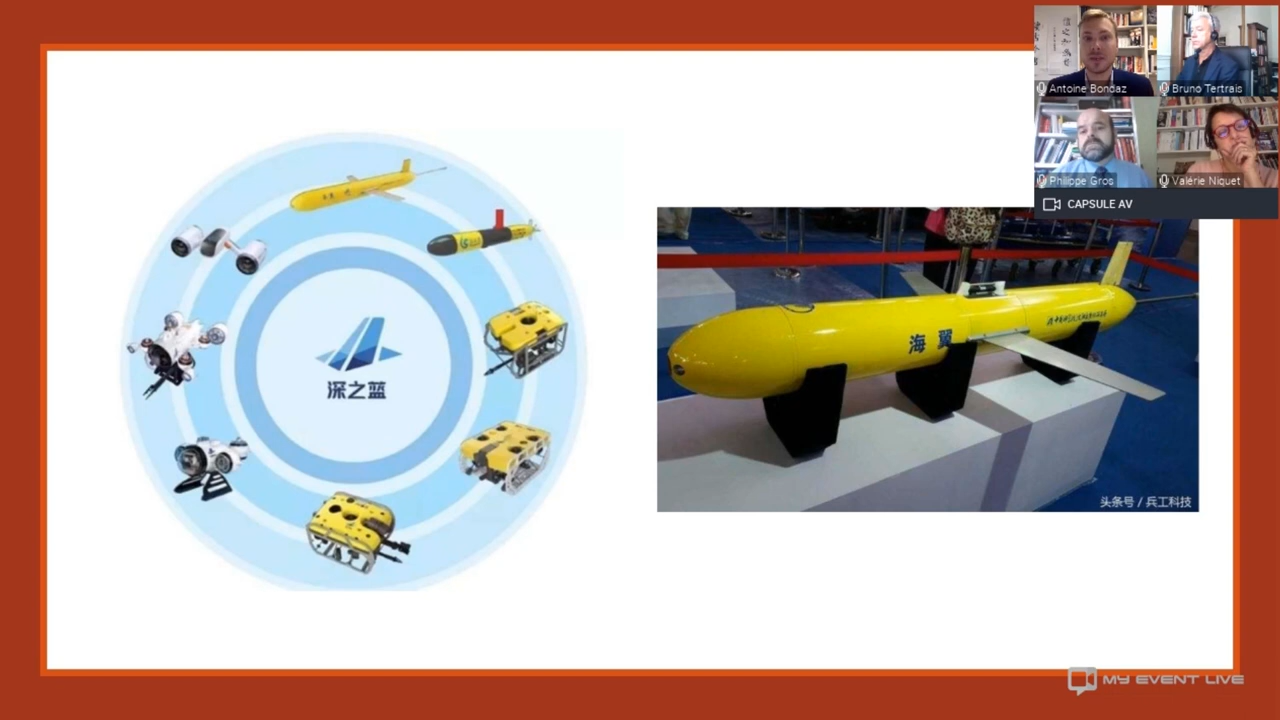 Antoine Bondaz
Bruno Tertrais
Philippe Gros
Valérie Niquet
CAPSULE AV
深之蓝
海翼
头条号 / 兵工科技
MY EVENT LIVE